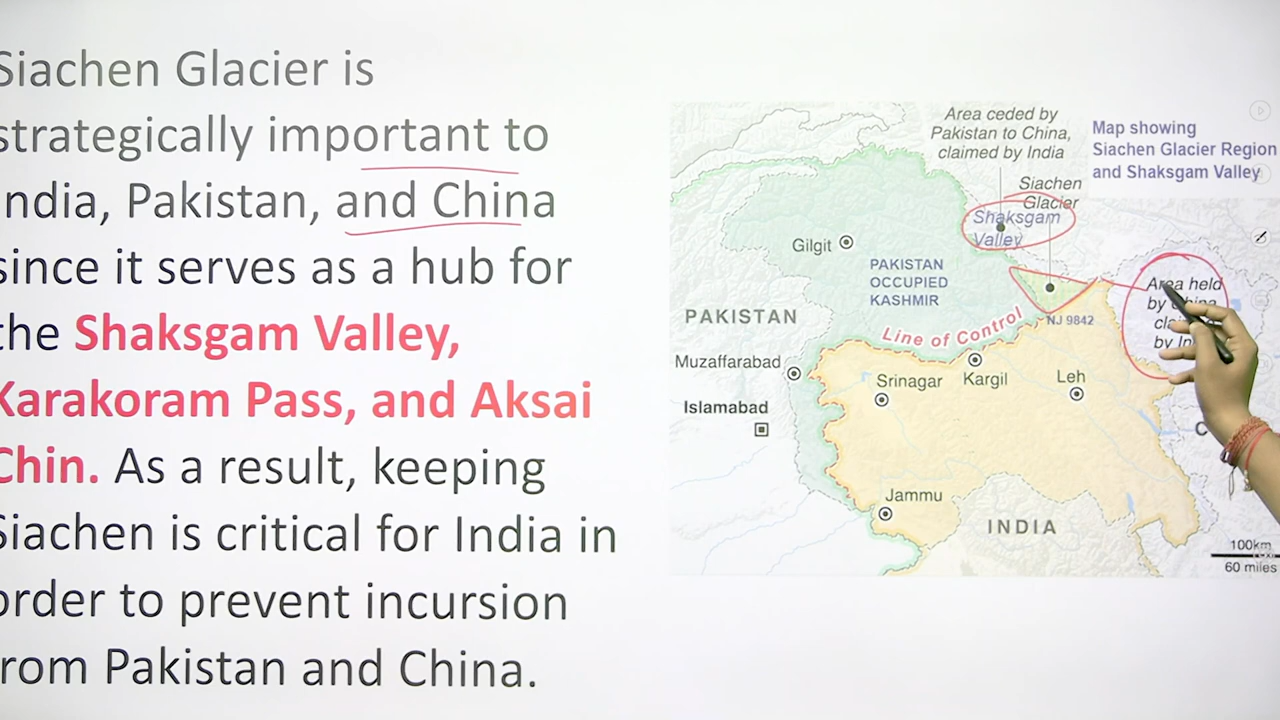 Siachen Glacier is
strategically important to
India, Pakistan, and China
since it serves as a hub for
the Shaksgam Valley,
Karakoram Pass, and Aksai
Chin. As a result, keeping
Siachen is critical for India in
order to prevent incursion
from Pakistan and China.
Area ceded by
Pakistan to China,
claimed by India
Map showing
Siachen Glacier Region
and Shaksgam Valley
Siachen
Glacier
Shaksgam
Valley
Gilgit
PAKISTAN
OCCUPIED
KASHMIR
Area held
by China
PAKISTAN
Line of Control
NJ 9842
Muzaffarabad
Srinagar
Kargil
Leh
Islamabad
Jammu
INDIA
100km
60 miles